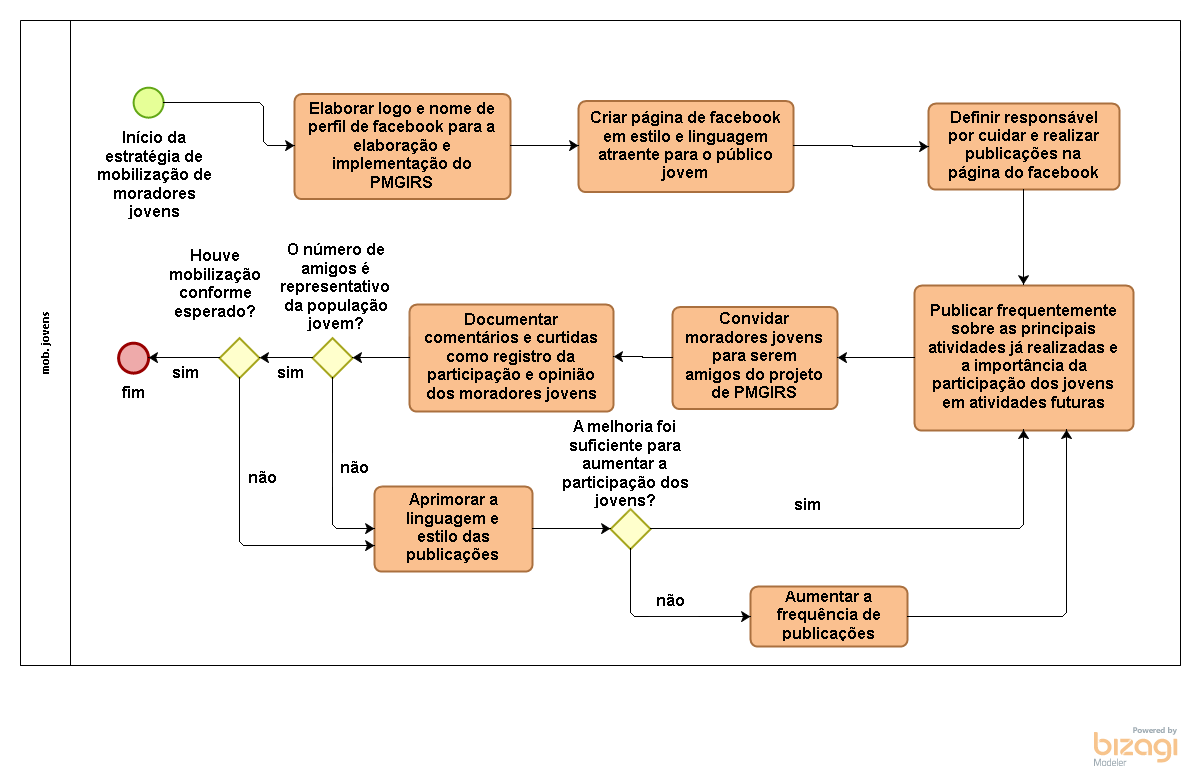 mob. jovens
Início da
estratégia de
mobilização de
moradores
jovens
Elaborar logo e nome de
perfil de facebook para a
elaboração e
implementação do
PMGIRS
Criar página de facebook
em estilo e linguagem
atraente para o público
jovem
Definir responsável
por cuidar e realizar
publicações na
página do facebook
Publicar frequentemente
sobre as principais
atividades já realizadas e
a importância da
participação dos jovens
em atividades futuras
Convidar
moradores jovens
para serem
amigos do projeto
de PMGIRS
Documentar
comentários e curtidas
como registro da
participação e opinião
dos moradores jovens
O número de
amigos é
representativo
da população
jovem?
sim
não
Houve
mobilização
conforme
esperado?
sim
não
fim
Aprimorar a
linguagem e
estilo das
publicações
A melhoria foi
suficiente para
aumentar a
participação dos
jovens?
sim
não
Aumentar a
frequência de
publicações
Powered by
bizagi
Modeler